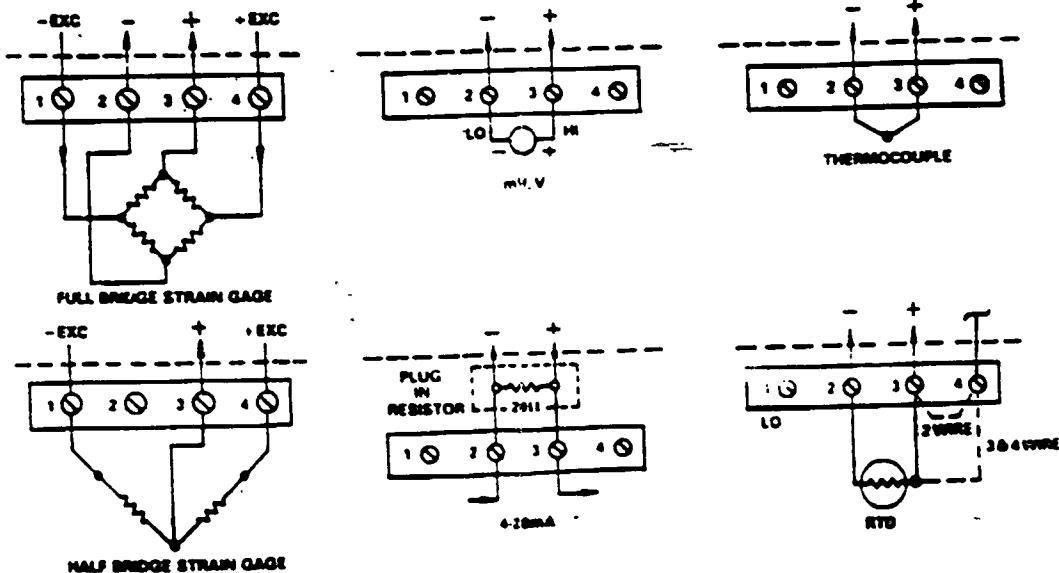 -EXC - + +EXC
1 2 3 4
FULL BRIDGE STRAIN GAGE
- +
1 2 3 4
LO HI
- +
mV, V
- +
1 2 3 4
THERMOCOUPLE
-EXC + +EXC
1 2 3 4
HALF BRIDGE STRAIN GAGE
- +
PLUG
IN
RESISTOR
1 2 3 4
4-20mA
- +
1 2 3 4
LO
2 WIRE
3 & 4 WIRE
RTD